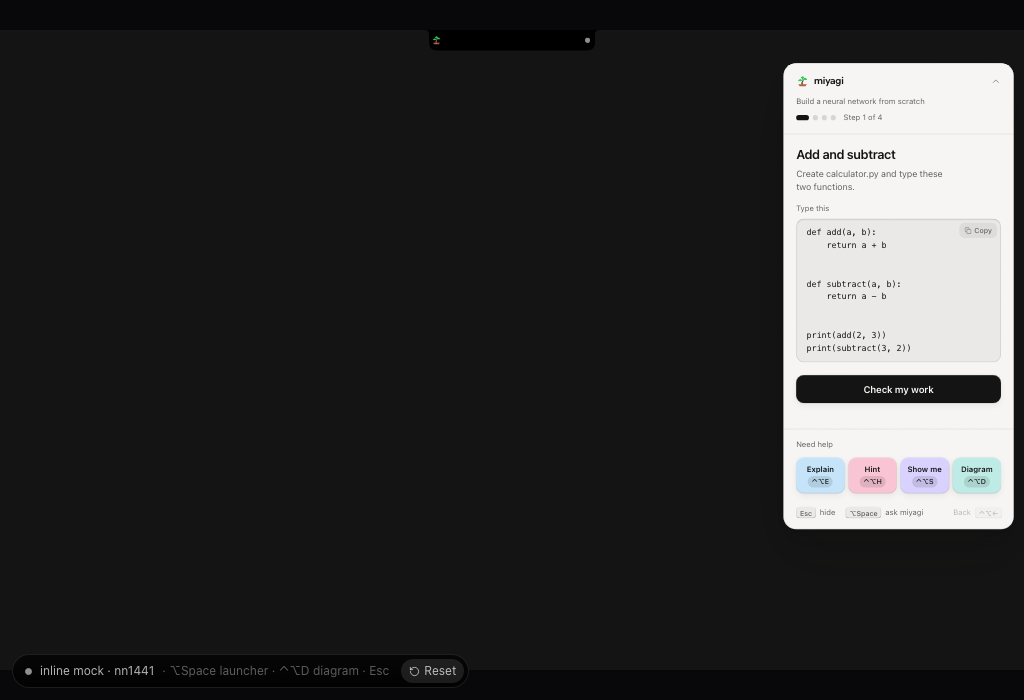 miyagi
Build a neural network from scratch
Step 1 of 4
Add and subtract
Create calculator.py and type these
two functions.
Type this
Copy
def add(a, b):
    return a + b
def subtract(a, b):
    return a - b
print(add(2, 3))
print(subtract(3, 2))
Check my work
Need help
Explain Hint Show me Diagram
⌃⌥E ⌃⌥H ⌃⌥S ⌃⌥D
Esc hide ⌥Space ask miyagi Back ⌃⌥←
inline mock · nn1441 · ⌥Space launcher · ⌃⌥D diagram · Esc Reset